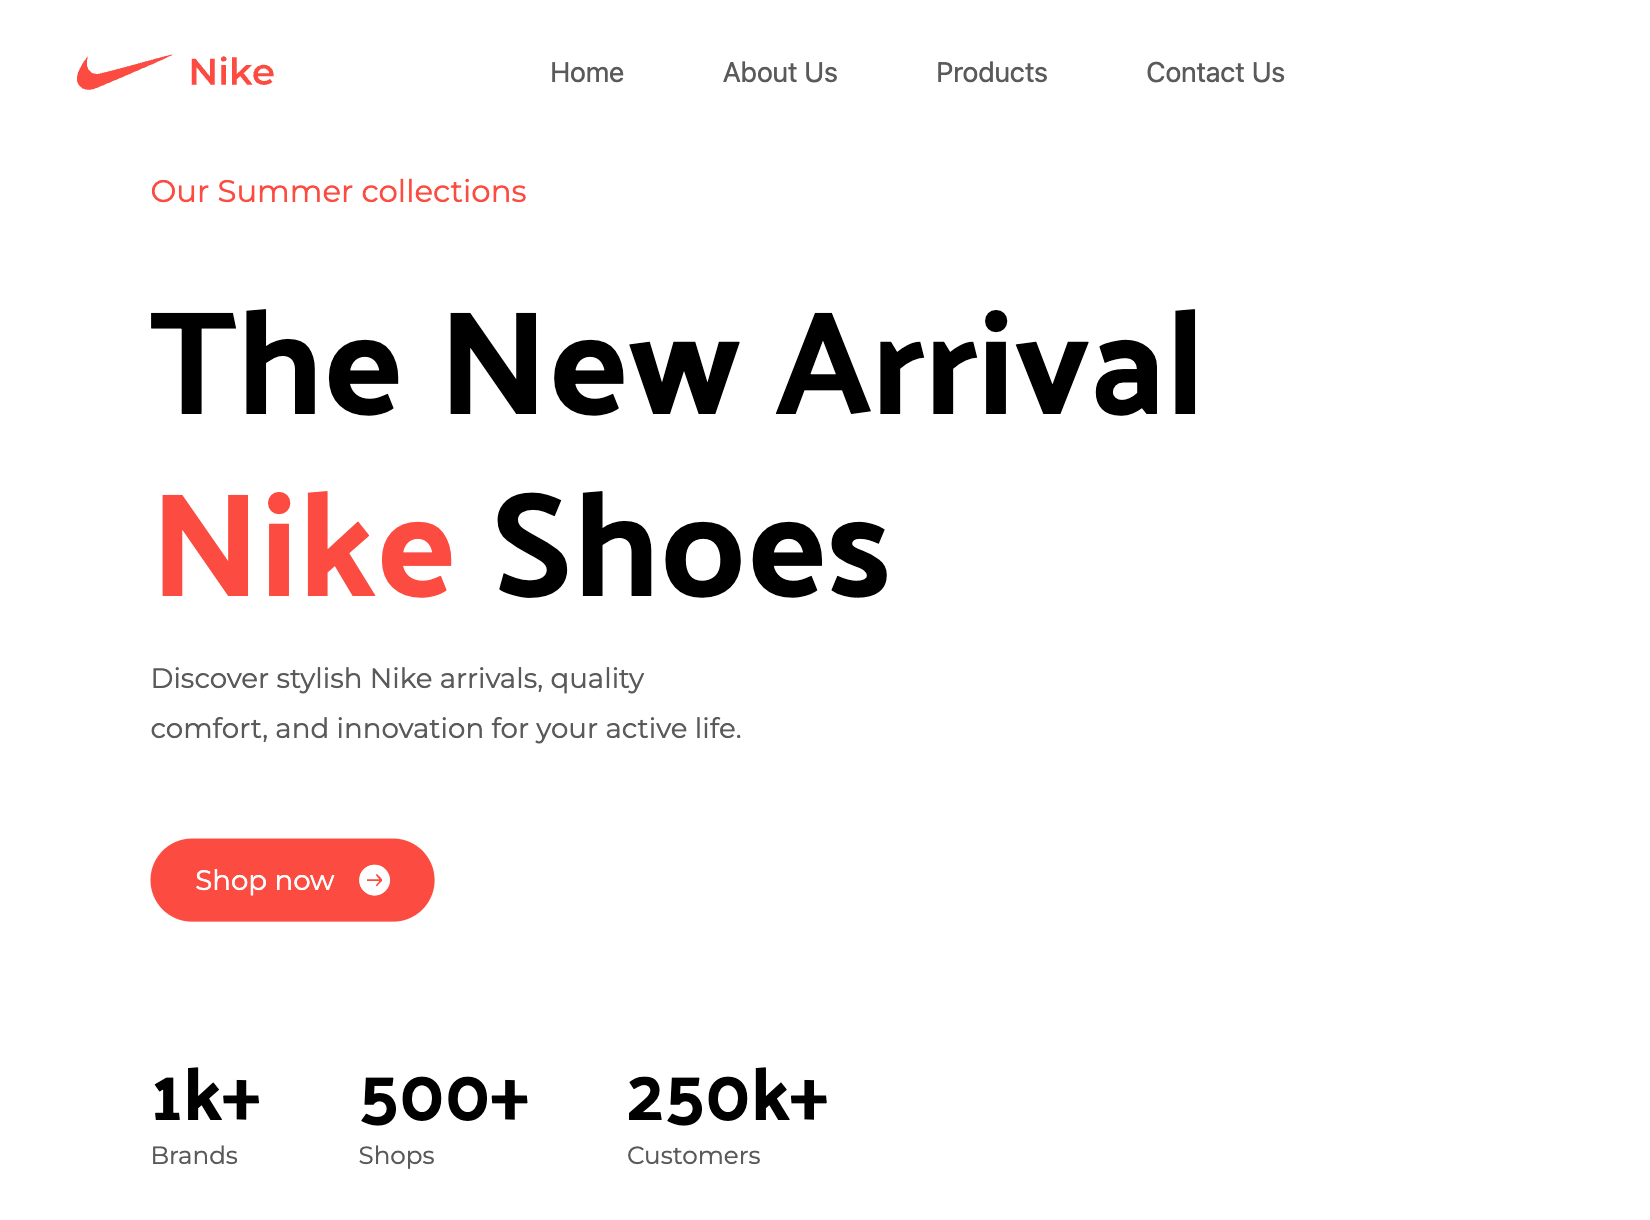 Nike
Home About Us Products Contact Us
Our Summer collections
The New Arrival
Nike Shoes
Discover stylish Nike arrivals, quality
comfort, and innovation for your active life.
Shop now
1k+ 500+ 250k+
Brands Shops Customers